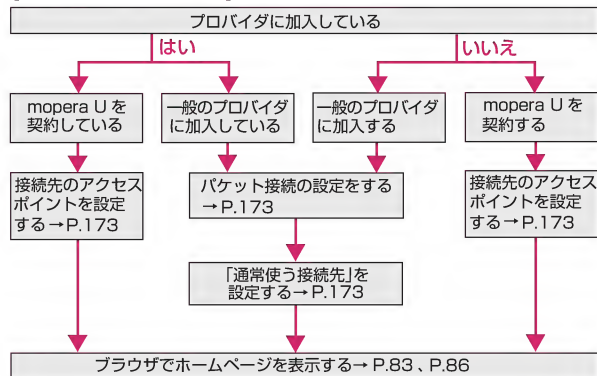 プロバイダに加入している
はい
いいえ
mopera Uを
契約している
一般のプロバイダ
に加入している
一般のプロバイダ
に加入する
mopera Uを
契約する
接続先のアクセス
ポイントを設定
する→P.173
パケット接続の設定をする
→P.173
接続先のアクセス
ポイントを設定
する→P.173
「通常使う接続先」を
設定する→P.173
ブラウザでホームページを表示する→P.83、P.86